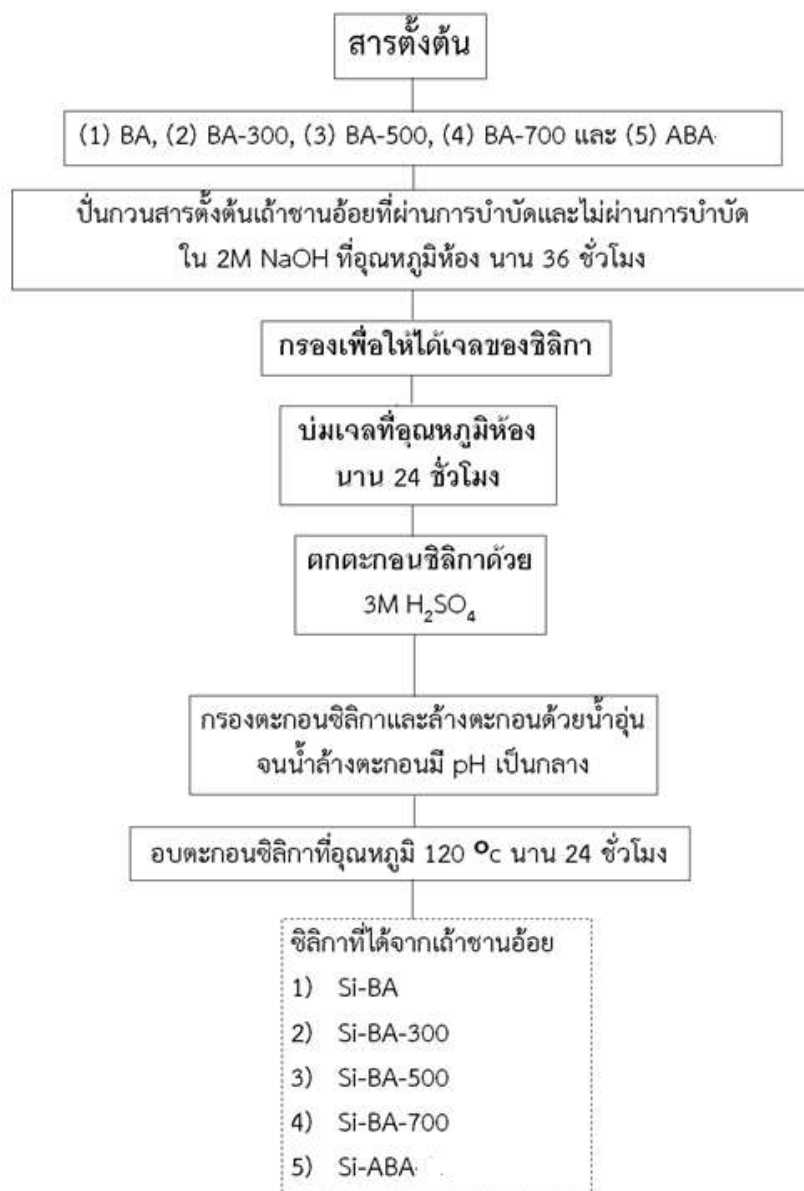 สารตั้งต้น
(1) BA, (2) BA-300, (3) BA-500, (4) BA-700 และ (5) ABA
ปั่นกวนสารตั้งต้นเถ้าชานอ้อยที่ผ่านการบำบัดและไม่ผ่านการบำบัด
ใน 2M NaOH ที่อุณหภูมิห้อง นาน 36 ชั่วโมง
กรองเพื่อให้ได้เจลของซิลิกา
บ่มเจลที่อุณหภูมิห้อง
นาน 24 ชั่วโมง
ตกตะกอนซิลิกาด้วย
3M H₂SO₄
กรองตะกอนซิลิกาและล้างตะกอนด้วยน้ำอุ่น
จนน้ำล้างตะกอนมี pH เป็นกลาง
อบตะกอนซิลิกาที่อุณหภูมิ 120 °c นาน 24 ชั่วโมง
ซิลิกาที่ได้จากเถ้าชานอ้อย
1) Si-BA
2) Si-BA-300
3) Si-BA-500
4) Si-BA-700
5) Si-ABA